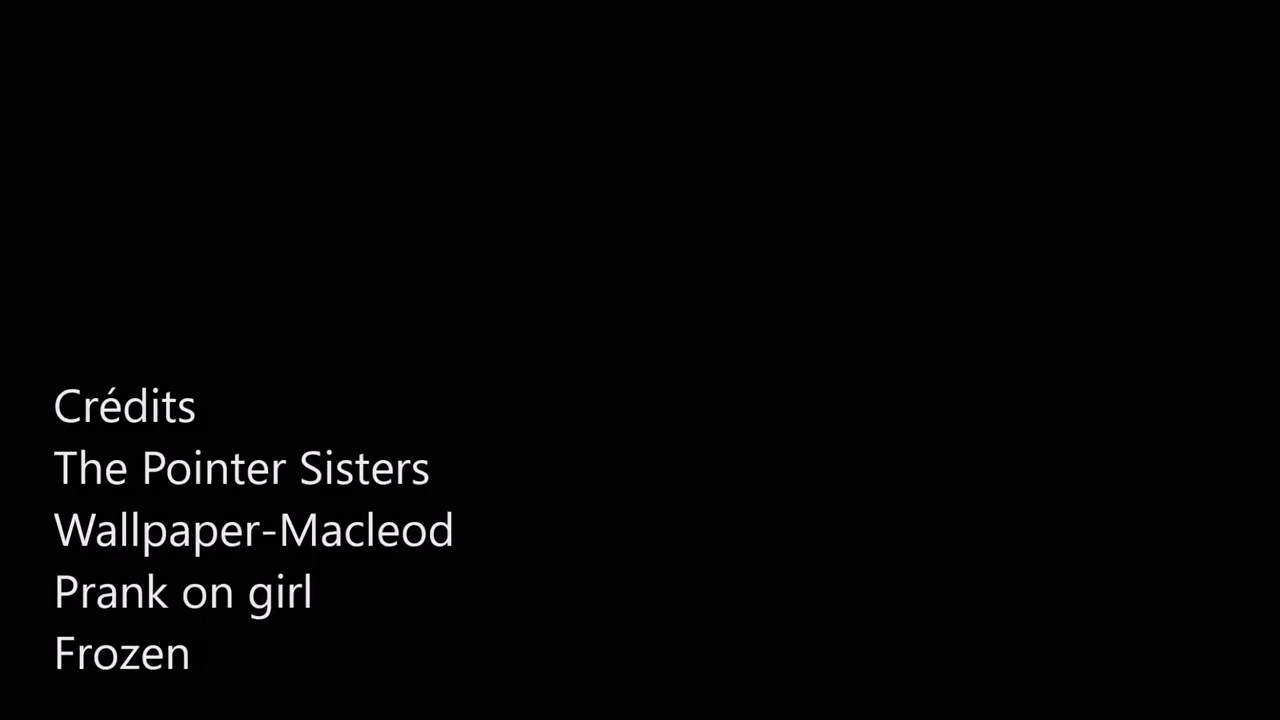 Crédits
The Pointer Sisters
Wallpaper-Macleod
Prank on girl
Frozen